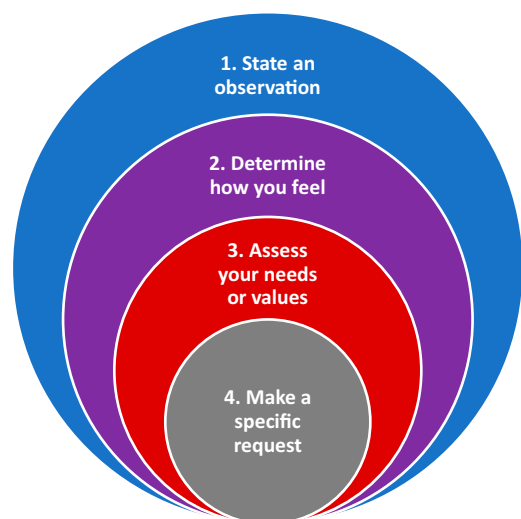 1. State an
observation
2. Determine
how you feel
3. Assess
your needs
or values
4. Make a
specific
request